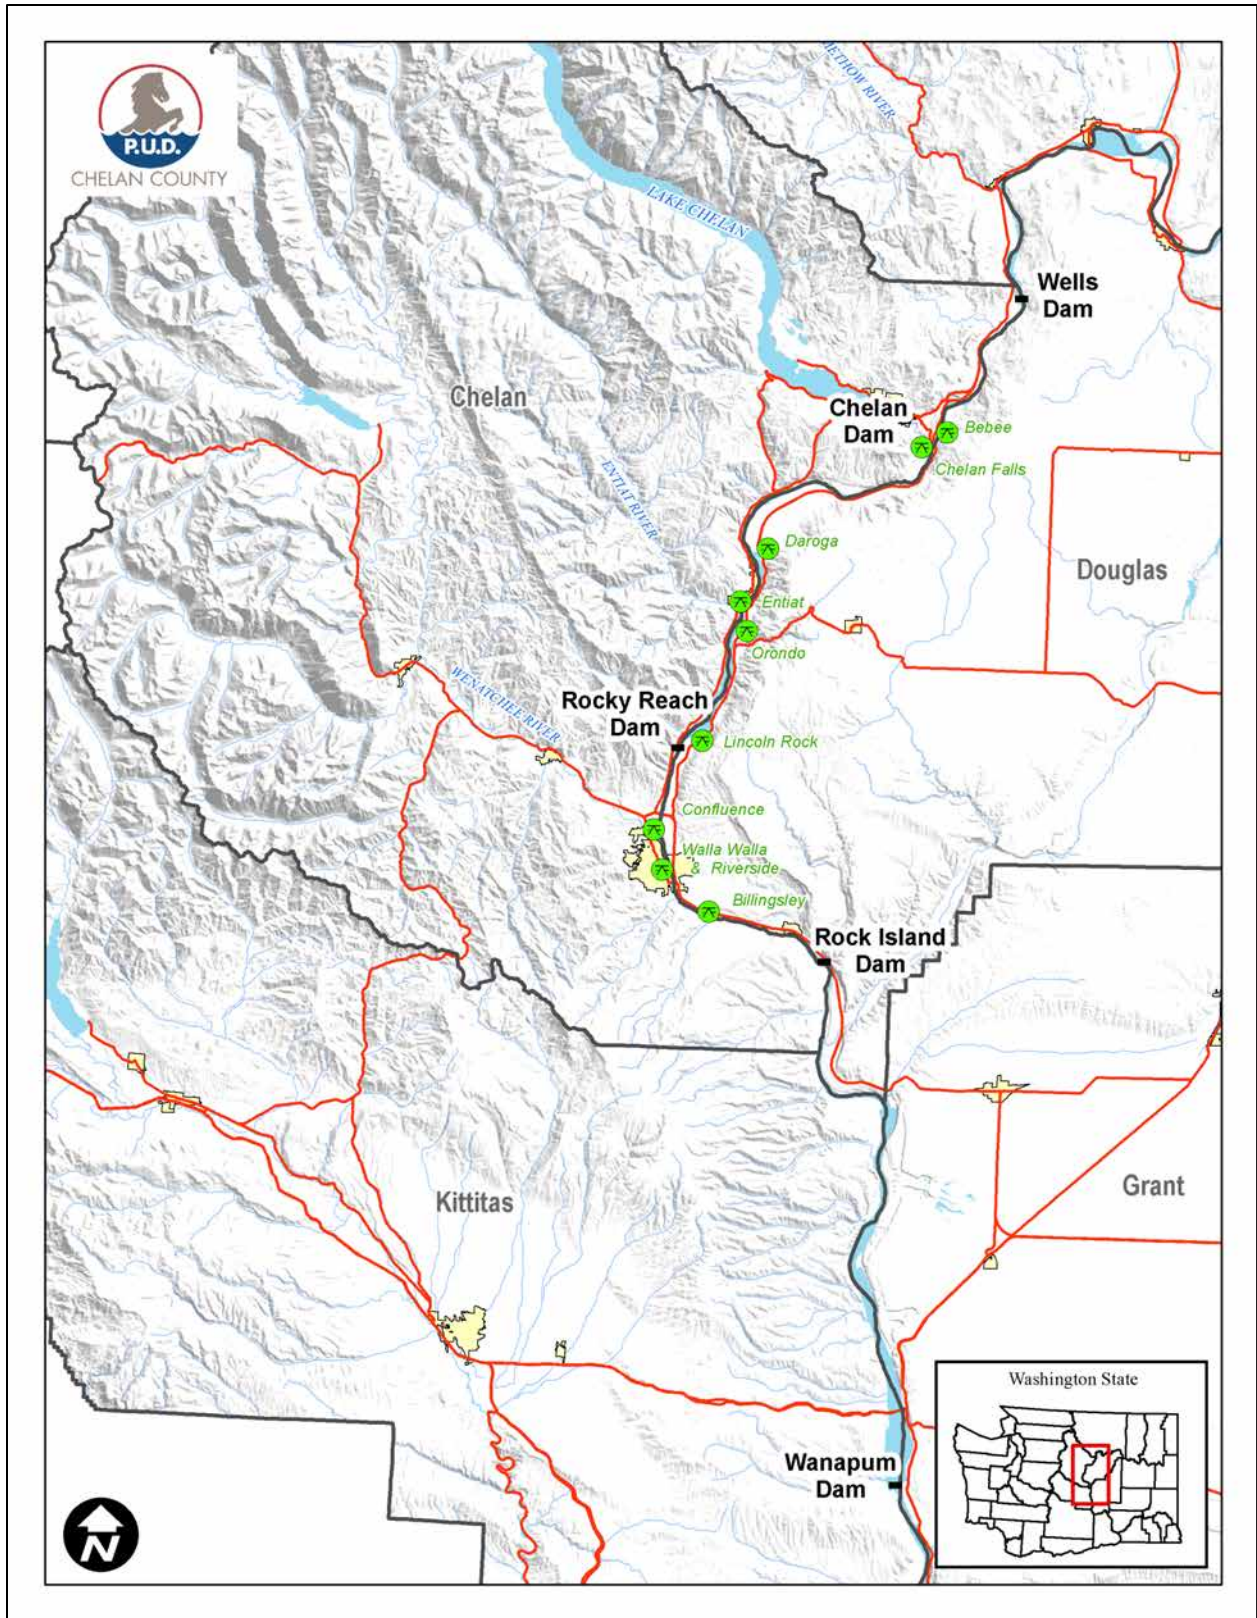 P.U.D.
CHELAN COUNTY
METHOW RIVER
LAKE CHELAN
Wells
Dam
Chelan
Chelan
Dam
Bebee
Chelan Falls
ENTIAT RIVER
Daroga
Douglas
Entiat
Orondo
WENATCHEE RIVER
Rocky Reach
Dam
Lincoln Rock
Confluence
Walla Walla
& Riverside
Billingsley
Rock Island
Dam
Grant
Kittitas
Washington State
Wanapum
Dam
N